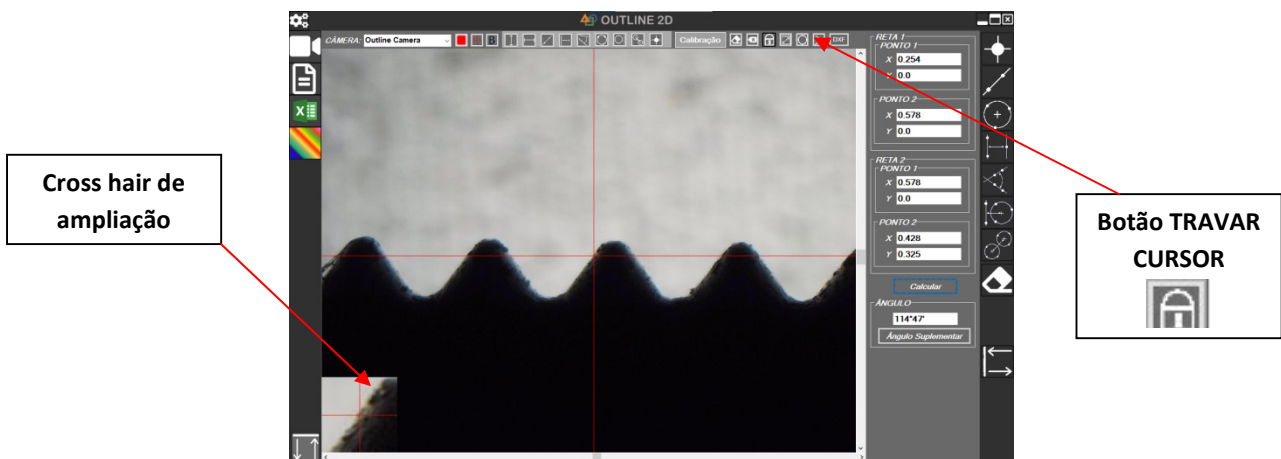 OUTLINE 2D
CÂMERA: Outline Camera
B
Calibração
DXF
RETA 1
PONTO 1
X 0.254
Y 0.0
PONTO 2
X 0.578
Y 0.0
RETA 2
PONTO 1
X 0.578
Y 0.0
PONTO 2
X 0.428
Y 0.325
Calcular
ÂNGULO
114°47'
Ângulo Suplementar
Cross hair de
ampliação
Botão TRAVAR
CURSOR